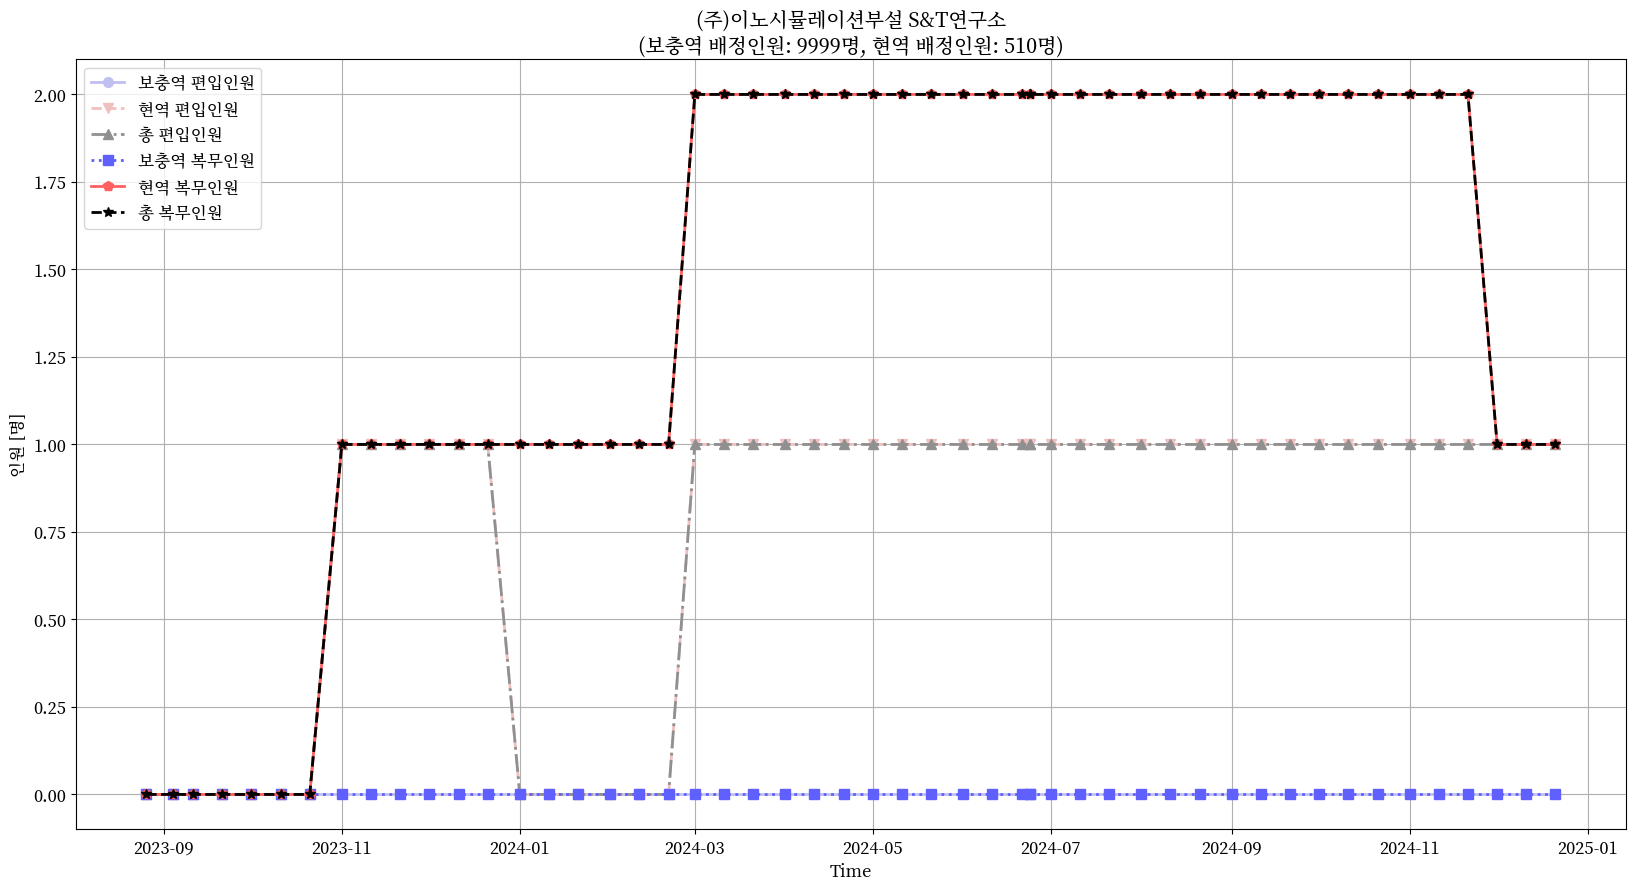 (주)이노시뮬레이션부설 S&T연구소
(보충역 배정인원: 9999명, 현역 배정인원: 510명)
보충역 편입인원
현역 편입인원
총 편입인원
보충역 복무인원
현역 복무인원
총 복무인원
2.00
1.75
1.50
1.25
1.00
0.75
0.50
0.25
0.00
인원 [명]
2023-09
2023-11
2024-01
2024-03
2024-05
2024-07
2024-09
2024-11
2025-01
Time